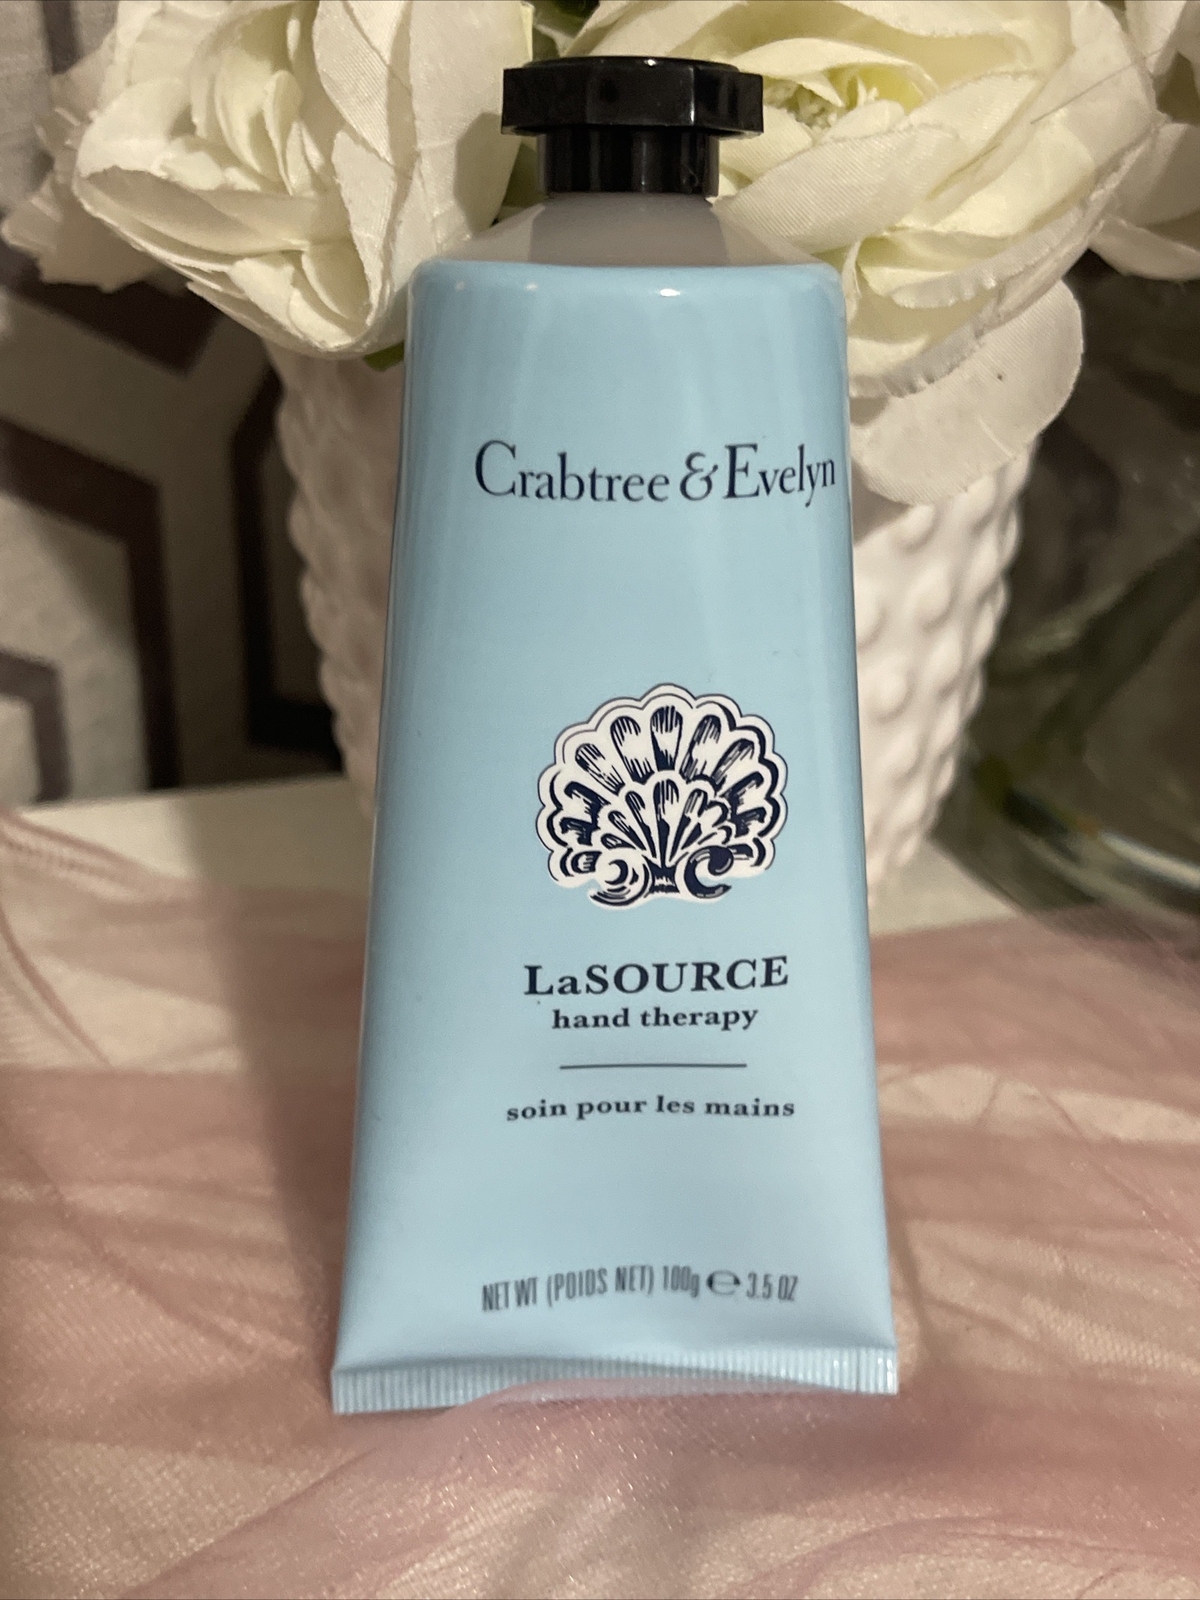 Crabtree & Evelyn
LaSOURCE
hand therapy
soin pour les mains
NET WT (POIDS NET) 100g ℮ 3.5 OZ